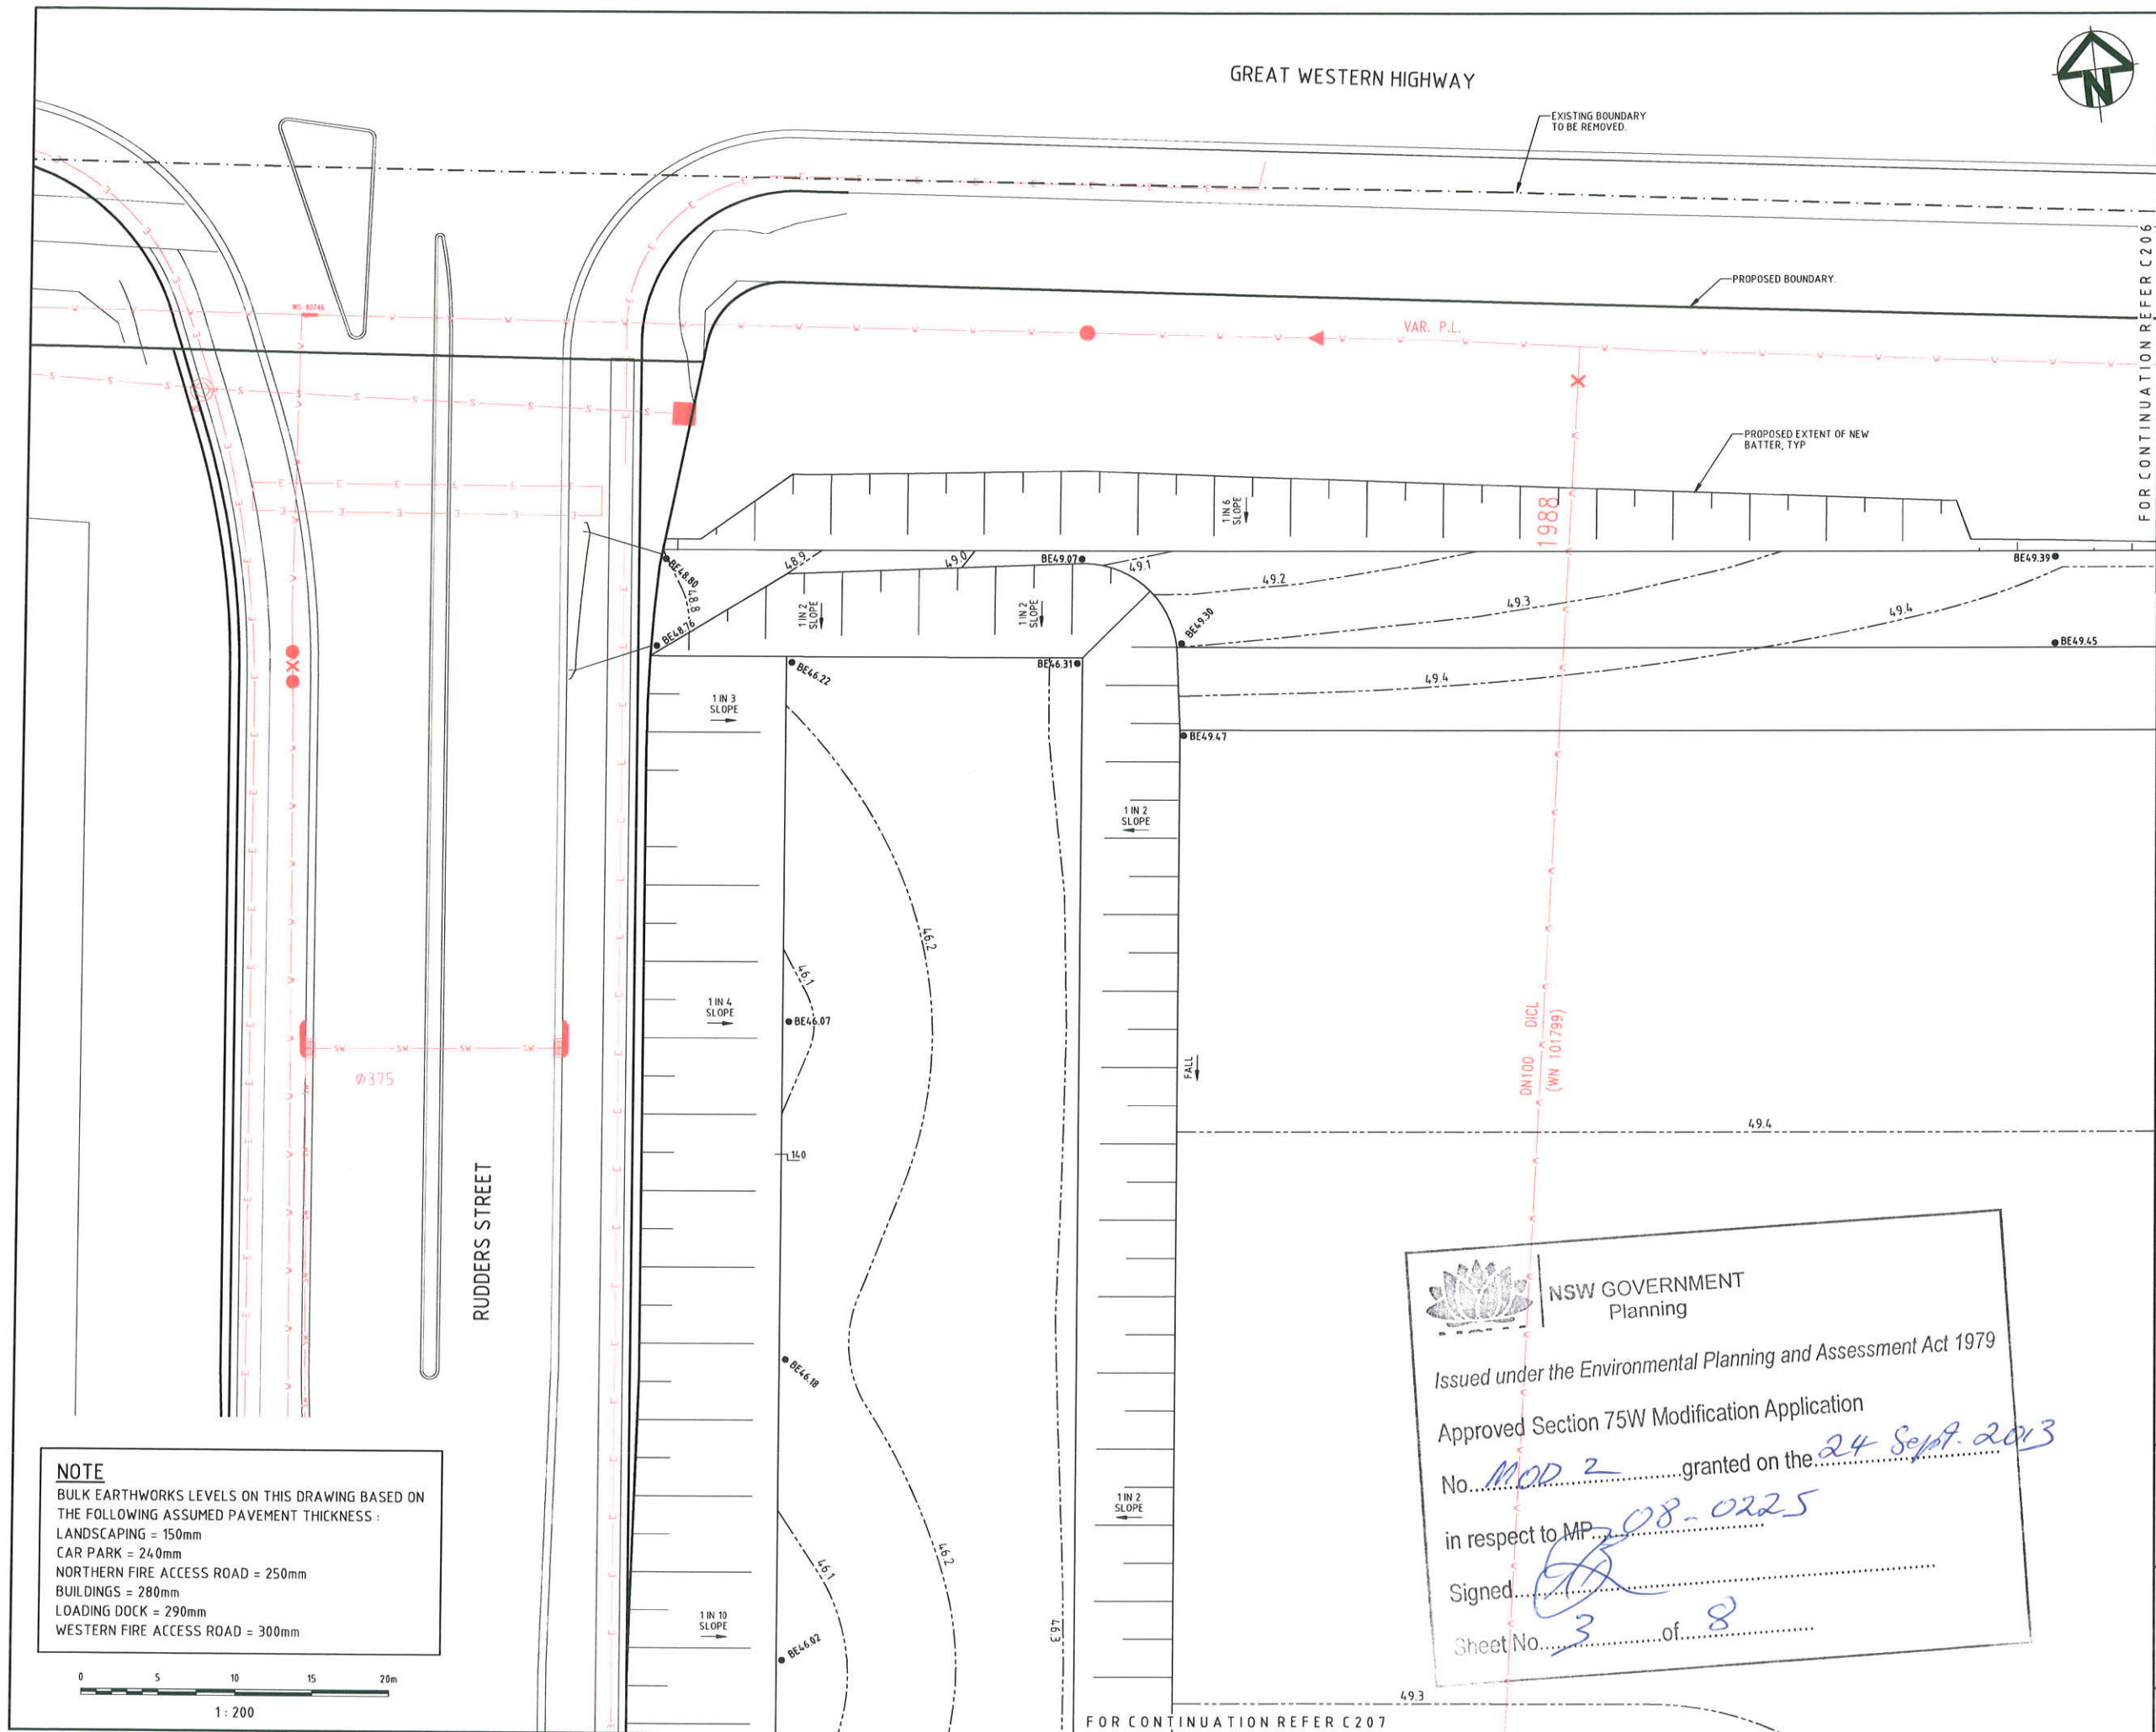 GREAT WESTERN HIGHWAY
N
EXISTING BOUNDARY
TO BE REMOVED.
PROPOSED BOUNDARY.
FOR CONTINUATION REFER C206
WO 90746
VAR. P.L.
PROPOSED EXTENT OF NEW
BATTER, TYP
1 IN 6
SLOPE
1988
BE48.80
48.8
BE48.76
48.9
49.0
BE49.07
49.1
49.2
49.3
49.4
BE49.39
BE49.30
BE49.45
1 IN 2
SLOPE
1 IN 2
SLOPE
BE46.22
BE46.31
49.4
BE49.47
1 IN 3
SLOPE
1 IN 2
SLOPE
46.2
46.1
BE46.07
1 IN 4
SLOPE
FALL
DN100 DICL
(WN 101799)
SW SW SW SW
Ø375
49.4
140
RUDDERS STREET
BE46.18
46.2
46.1
1 IN 2
SLOPE
1 IN 10
SLOPE
BE46.02
46.3
49.3
FOR CONTINUATION REFER C207
NOTE
BULK EARTHWORKS LEVELS ON THIS DRAWING BASED ON
THE FOLLOWING ASSUMED PAVEMENT THICKNESS :
LANDSCAPING = 150mm
CAR PARK = 240mm
NORTHERN FIRE ACCESS ROAD = 250mm
BUILDINGS = 280mm
LOADING DOCK = 290mm
WESTERN FIRE ACCESS ROAD = 300mm
0 5 10 15 20m
1 : 200
NSW GOVERNMENT
Planning
Issued under the Environmental Planning and Assessment Act 1979
Approved Section 75W Modification Application
No. MOD 2 granted on the 24 Sept. 2013
in respect to MP 08-0225
Signed
Sheet No. 3 of 8